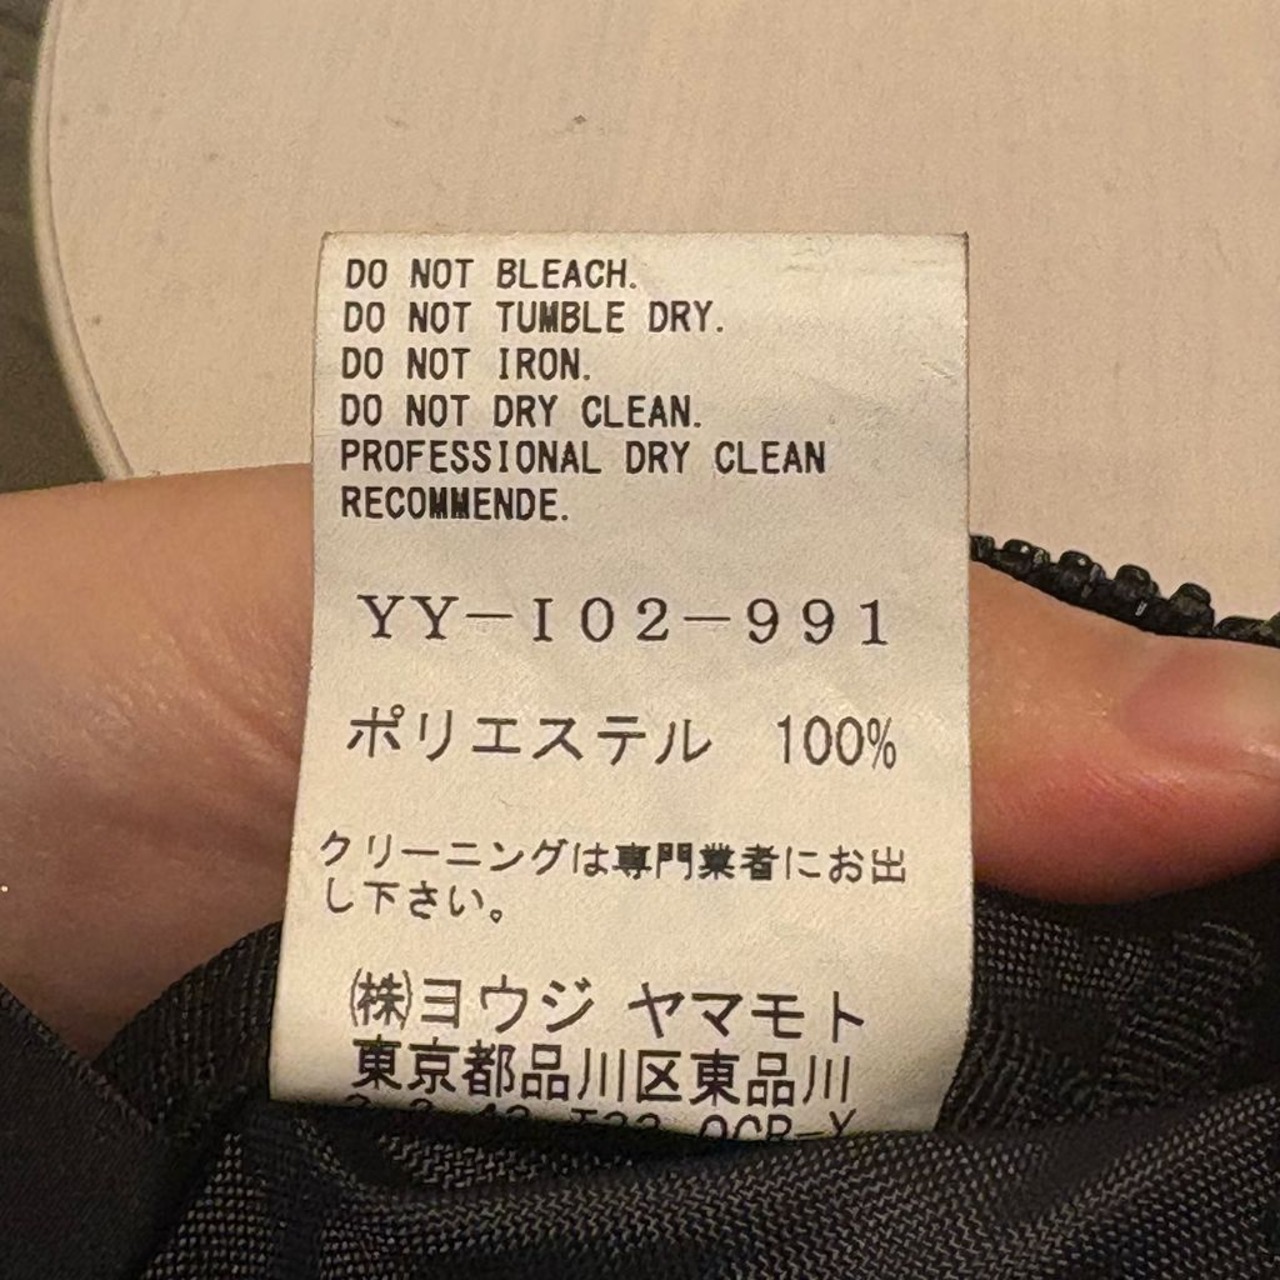 DO NOT BLEACH.
DO NOT TUMBLE DRY.
DO NOT IRON.
DO NOT DRY CLEAN.
PROFESSIONAL DRY CLEAN
RECOMMENDE.
YY-I02-991
ポリエステル 100%
クリーニングは専門業者にお出
し下さい。
㈱ヨウジ ヤマモト
東京都品川区東品川